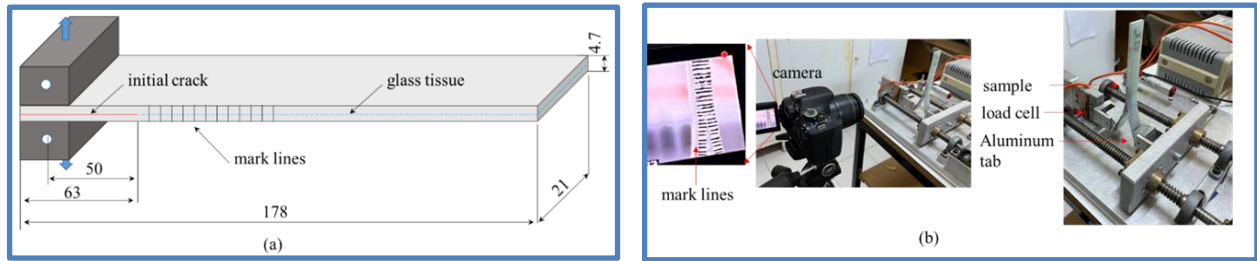 initial crack
glass tissue
4.7
mark lines
50
63
21
178
(a)
camera
mark lines
sample
load cell
Aluminum
tab
(b)